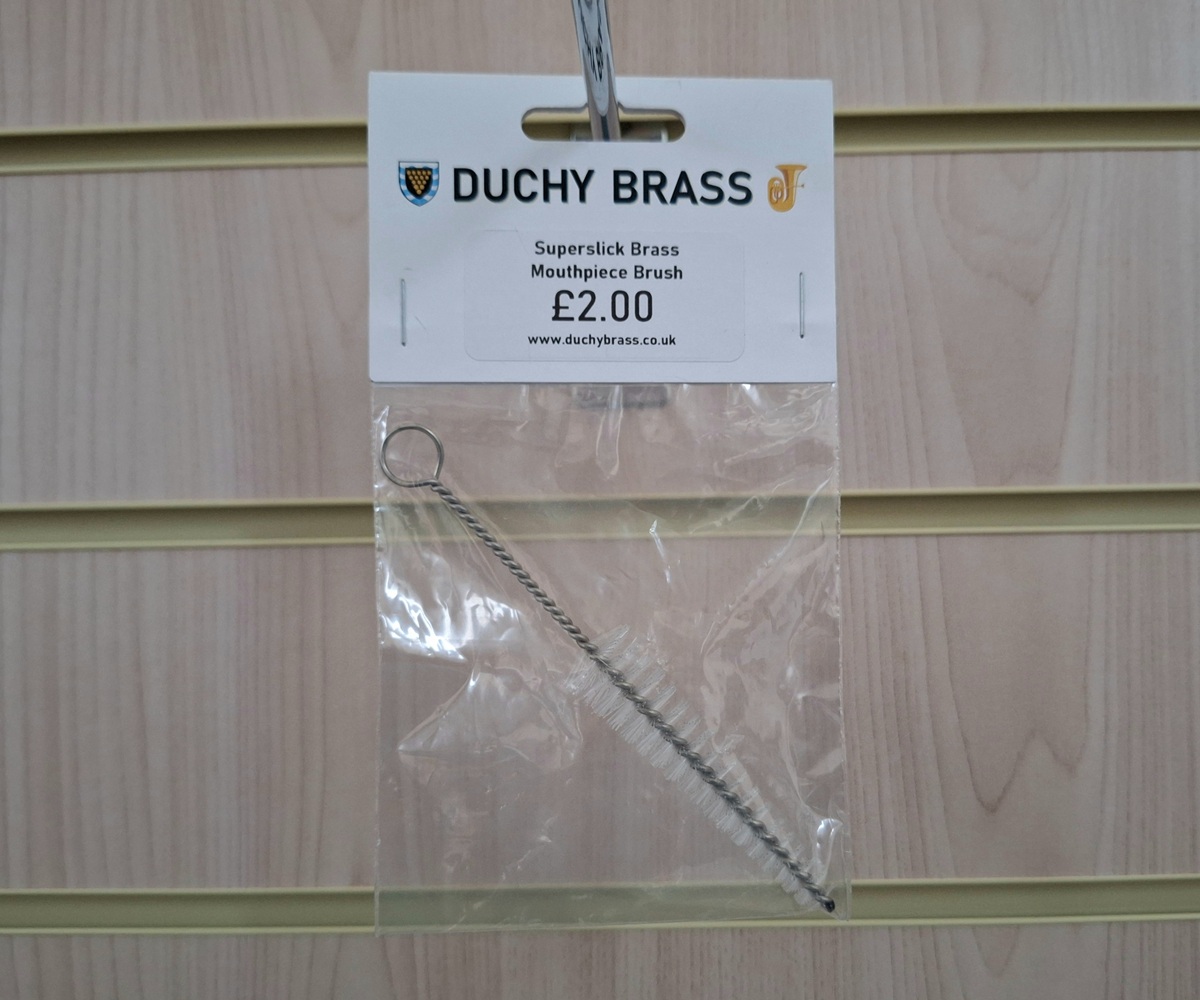 DUCHY BRASS
Superslick Brass
Mouthpiece Brush
£2.00
www.duchybrass.co.uk